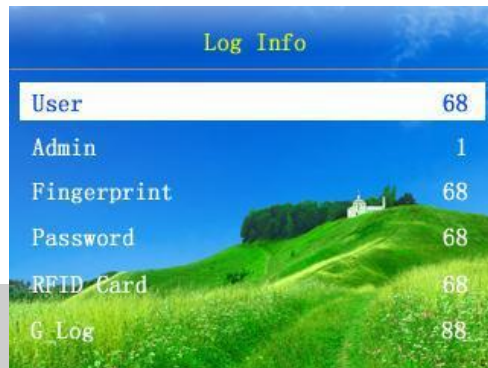 Log Info
User 68
Admin 1
Fingerprint 68
Password 68
RFID Card 68
G Log 88